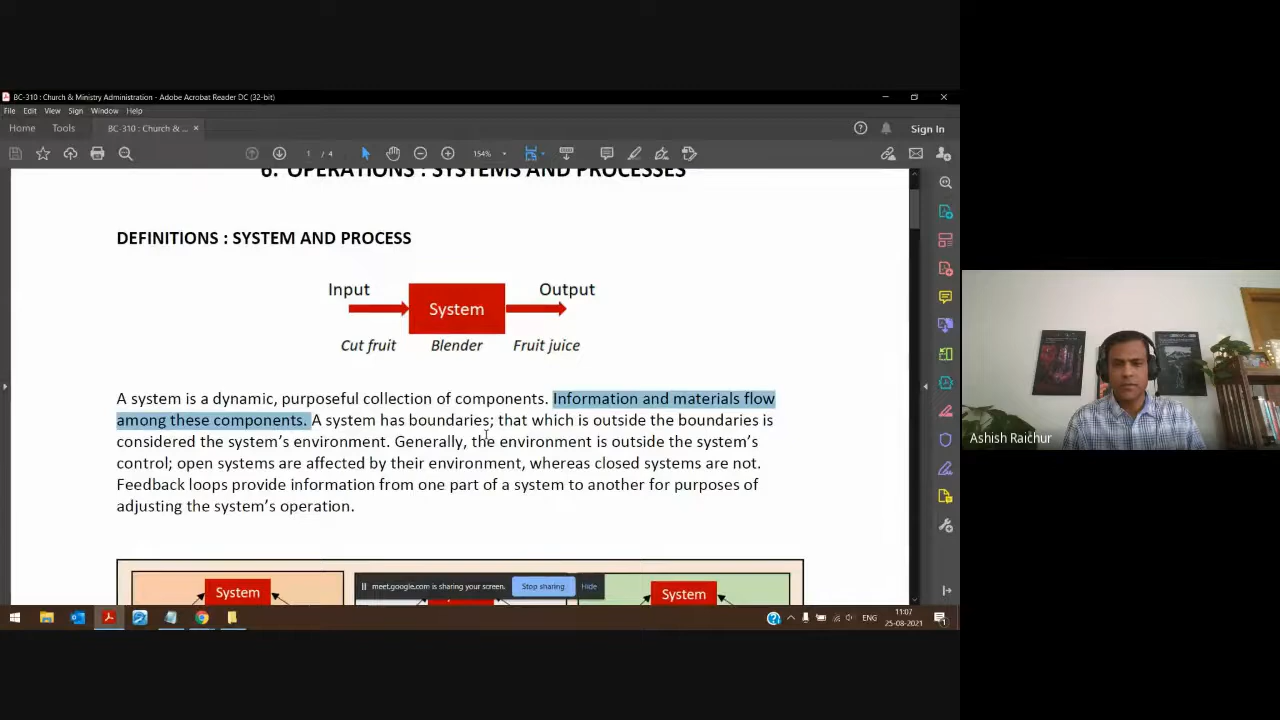 BC-310 : Church & Ministry Administration - Adobe Acrobat Reader DC (32-bit)
File Edit View Sign Window Help
Home Tools BC-310 : Church & ... × Sign In
1 / 4 154%
6. OPERATIONS : SYSTEMS AND PROCESSES
DEFINITIONS : SYSTEM AND PROCESS
Input Output
System
Cut fruit Blender Fruit juice
A system is a dynamic, purposeful collection of components. Information and materials flow
among these components. A system has boundaries; that which is outside the boundaries is
considered the system's environment. Generally, the environment is outside the system's
control; open systems are affected by their environment, whereas closed systems are not.
Feedback loops provide information from one part of a system to another for purposes of
adjusting the system's operation.
Ashish Raichur
meet.google.com is sharing your screen. Stop sharing Hide
System System
ENG 11:07
25-08-2021